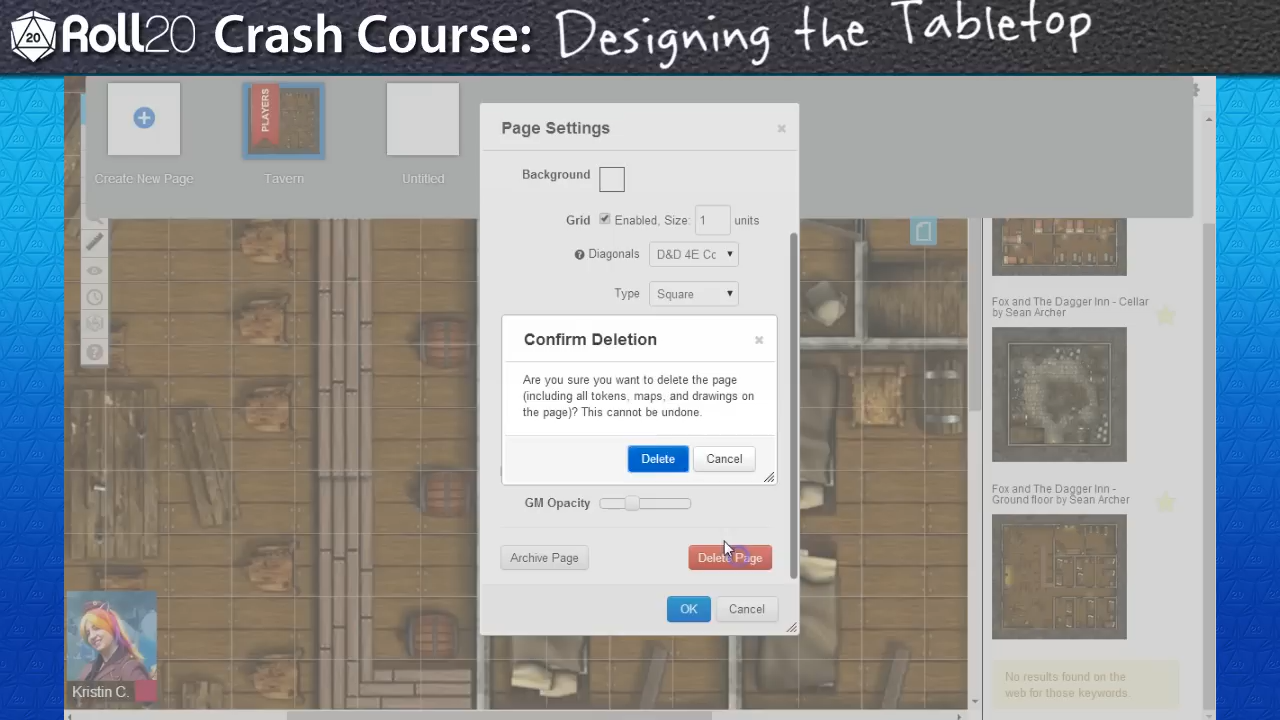 20
Roll20 Crash Course: Designing the Tabletop
PLAYERS
Create New Page
Tavern
Untitled
Page Settings
×
Background
Grid
Enabled, Size:
1
units
Diagonals
D&D 4E Cc
Type
Square
Confirm Deletion
×
Are you sure you want to delete the page
(including all tokens, maps, and drawings on
the page)? This cannot be undone.
Delete
Cancel
GM Opacity
Archive Page
Delete Page
OK
Cancel
Fox and The Dagger Inn - Cellar
by Sean Archer
Fox and The Dagger Inn -
Ground floor by Sean Archer
No results found on the
web for those keywords.
Kristin C.